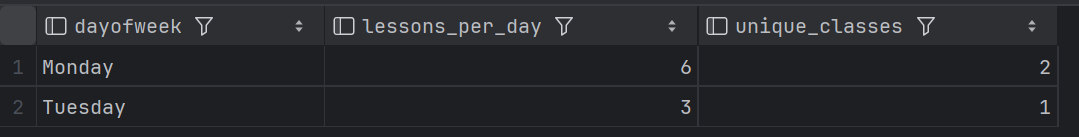 dayofweek lessons_per_day unique_classes
1 Monday 6 2
2 Tuesday 3 1